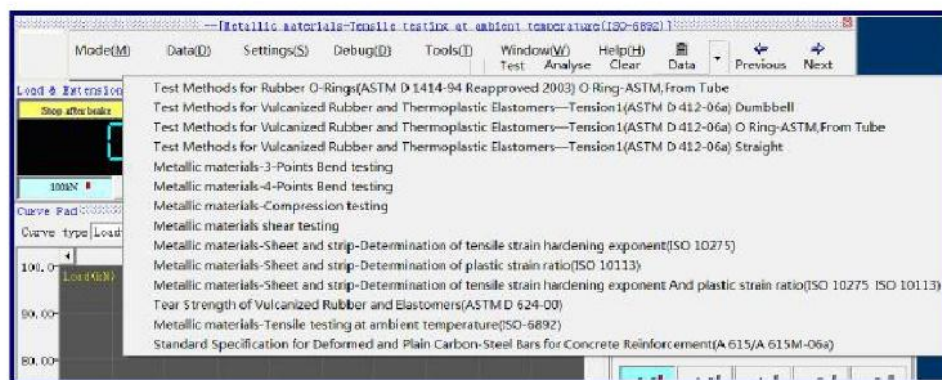 --[Metallic materials-Tensile testing at ambient temperature(ISO-6892)]
Mode(M) Data(D) Settings(S) Debug(D) Tools(T) Window(W) Help(H)
Test Analyse Clear Data Previous Next
Load & Extension
Stop after brake
100kN
Curve Pad
Curve type Load
100.0
Load(kN)
90.00
80.00
Test Methods for Rubber O-Rings(ASTM D 1414-94 Reapproved 2003) O Ring-ASTM,From Tube
Test Methods for Vulcanized Rubber and Thermoplastic Elastomers—Tension1(ASTM D 412-06a) Dumbbell
Test Methods for Vulcanized Rubber and Thermoplastic Elastomers—Tension1(ASTM D 412-06a) O Ring-ASTM,From Tube
Test Methods for Vulcanized Rubber and Thermoplastic Elastomers—Tension1(ASTM D 412-06a) Straight
Metallic materials-3-Points Bend testing
Metallic materials-4-Points Bend testing
Metallic materials-Compression testing
Metallic materials shear testing
Metallic materials-Sheet and strip-Determination of tensile strain hardening exponent(ISO 10275)
Metallic materials-Sheet and strip-Determination of plastic strain ratio(ISO 10113)
Metallic materials-Sheet and strip-Determination of tensile strain hardening exponent And plastic strain ratio(ISO 10275 ISO 10113)
Tear Strength of Vulcanized Rubber and Elastomers(ASTM D 624-00)
Metallic materials-Tensile testing at ambient temperature(ISO-6892)
Standard Specification for Deformed and Plain Carbon-Steel Bars for Concrete Reinforcement(A 615/A 615M-06a)